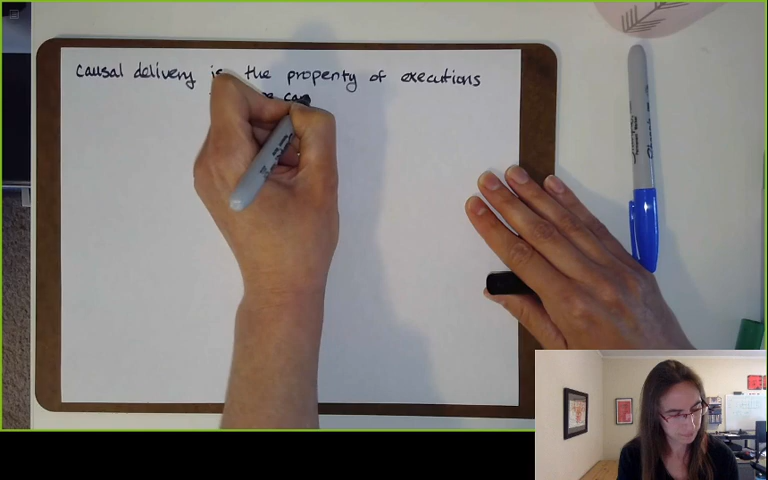 causal delivery is the property of executions